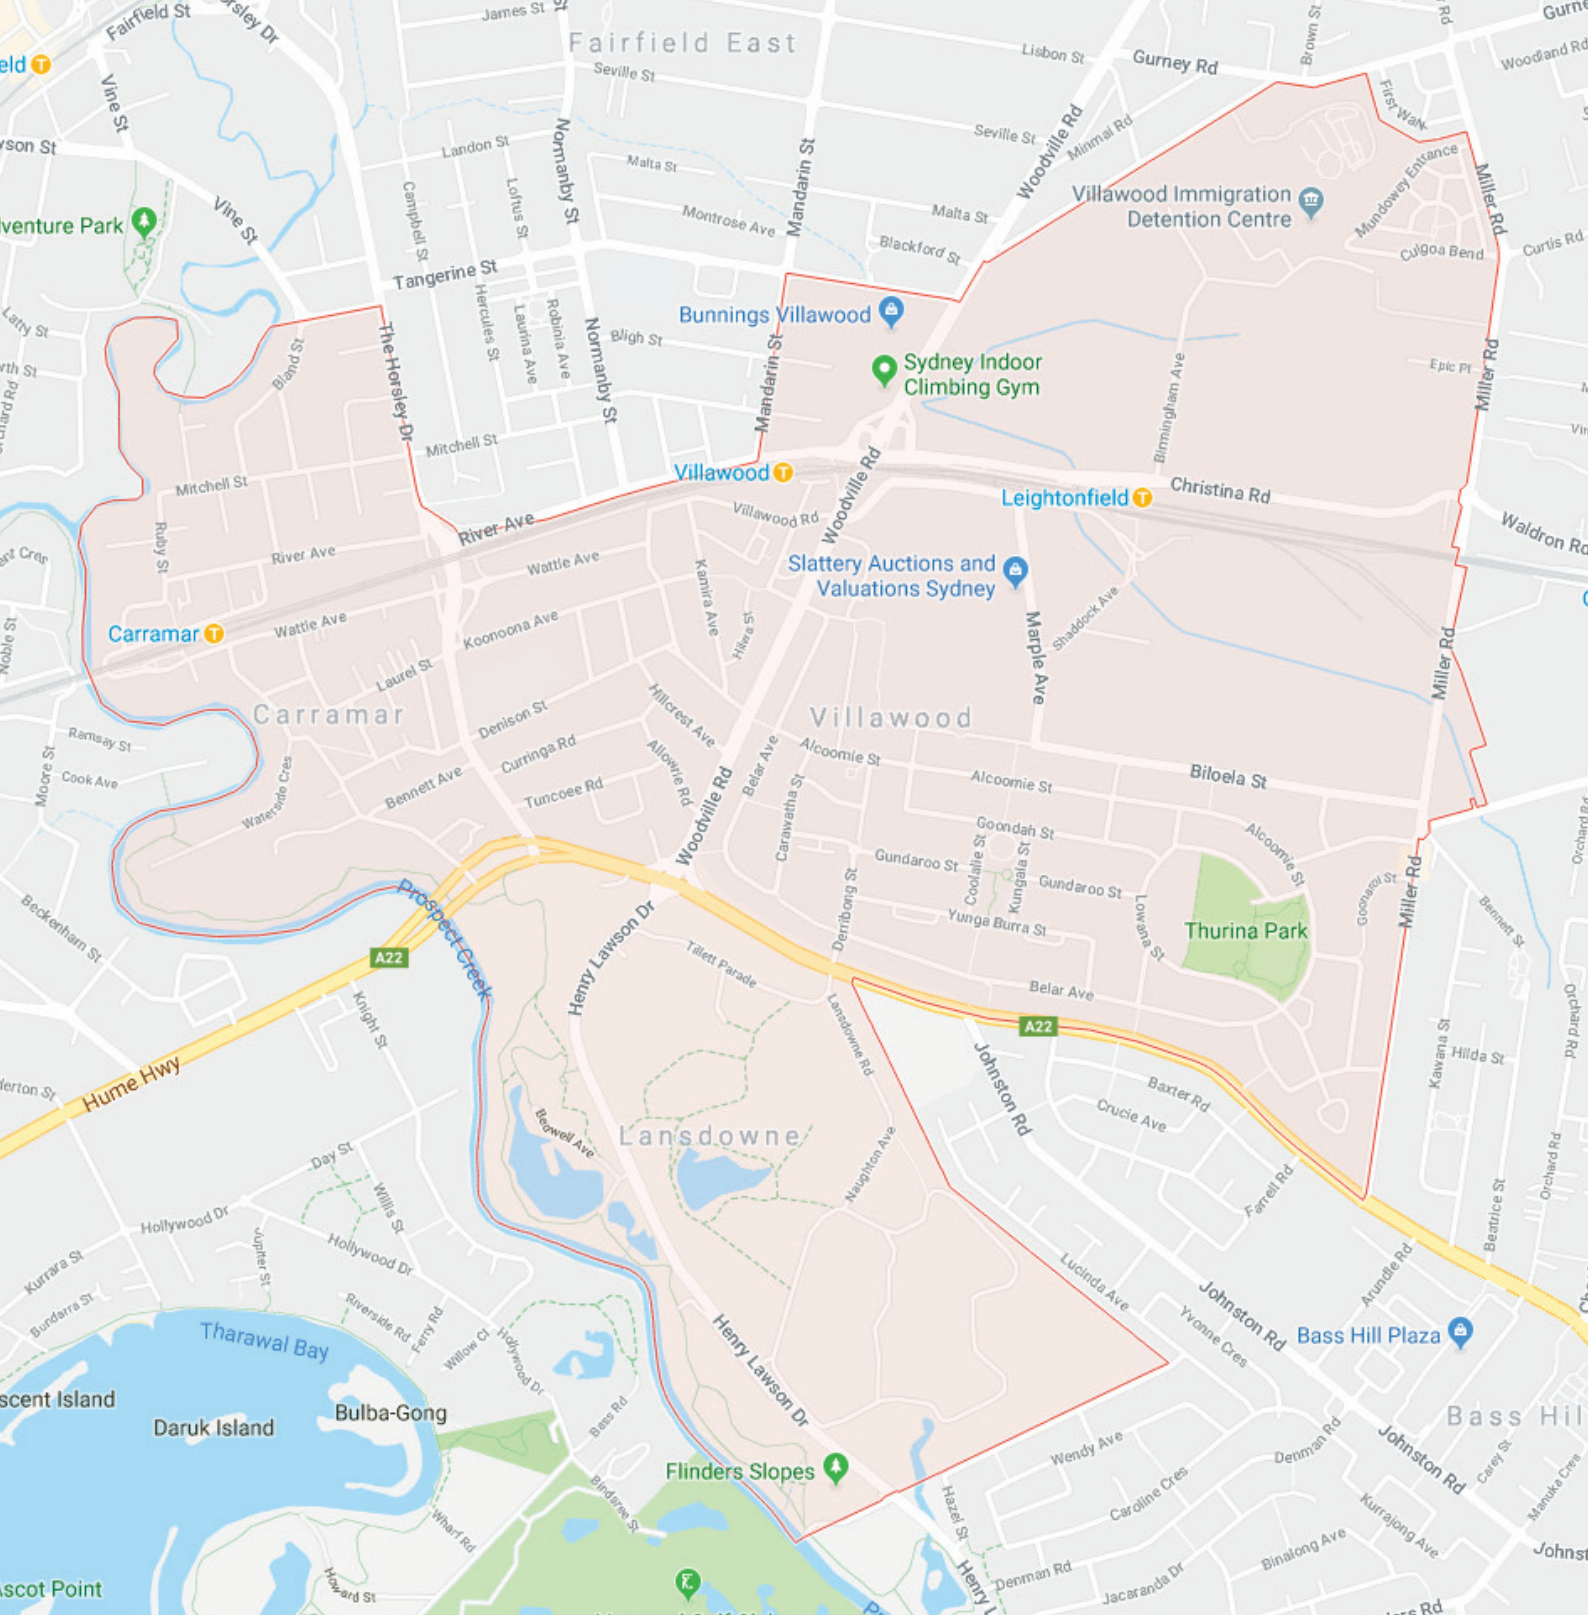 Fairfield St
James St
Fairfield East
Lisbon St
Gurney Rd
Brown St
Woodland Rd
Seville St
Vine St
Landon St
Normanby St
Malta St
Mandarin St
Seville St
Minmai Rd
Woodville Rd
First Walk
Mundowey Entrance
Miller Rd
Villawood Immigration
Detention Centre
Campbell St
Loftus St
Montrose Ave
Malta St
Blackford St
Culgoa Bend
Curtis Rd
Vine St
Tangerine St
Hercules St
Laurina Ave
Robinia Ave
Bligh St
Normanby St
Bunnings Villawood
Mandarin St
Sydney Indoor
Climbing Gym
Birmingham Ave
Epic Pl
Miller Rd
Latty St
Bland St
The Horsley Dr
Mitchell St
Mitchell St
Villawood
Woodville Rd
Leightonfield
Christina Rd
Waldron Rd
River Ave
Villawood Rd
Ruby St
River Ave
Wattle Ave
Kamira Ave
Hilwa St
Slattery Auctions and
Valuations Sydney
Shaddock Ave
Marple Ave
Miller Rd
Noble St
Carramar
Wattle Ave
Koonoona Ave
Laurel St
Carramar
Denison St
Hillcrest Ave
Villawood
Ramsay St
Cook Ave
Moore St
Waterside Cres
Bennett Ave
Curringa Rd
Tuncoee Rd
Allowrie Rd
Woodville Rd
Belar Ave
Alcoomie St
Carawatha St
Alcoomie St
Biloela St
Goondah St
Alcoomie St
Gundaroo St
Coolalie St
Kungala St
Gundaroo St
Lowana St
Yunga Burra St
Derribong St
Thurina Park
Goonaroi St
Miller Rd
Bennett St
Orchard Rd
Beckenham St
A22
Prospect Creek
Henry Lawson Dr
Tillett Parade
Belar Ave
A22
Knight St
Lansdowne Rd
Johnston Rd
Kawana St
Hilda St
Orchard Rd
Hume Hwy
Baxter Rd
Crucie Ave
Lansdowne
Begwell Ave
Naughton Ave
Farrell Rd
Beatrice St
Orchard Rd
Day St
Willis St
Hollywood Dr
Hollywood Dr
Jupiter St
Kurrara St
Bundarra St
Riverside Rd
Ferry Rd
Willow Cl
Hollywood Dr
Lucinda Ave
Yvonne Cres
Johnston Rd
Arundle Rd
Bass Hill Plaza
Tharawal Bay
Henry Lawson Dr
Daruk Island
Bulba-Gong
Bass Rd
Wendy Ave
Denman Rd
Johnston Rd
Carey St
Manuka Cres
Flinders Slopes
Caroline Cres
Kurrajong Ave
Hazel St
Bindaree St
Wharf Rd
Binalong Ave
Denman Rd
Jacaranda Dr
Howard St